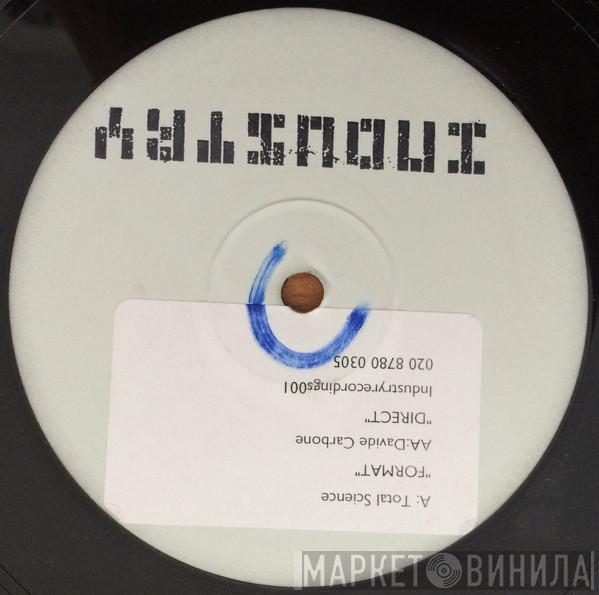 A: Total Science
"FORMAT"
AA:Davide Carbone
"DIRECT"
Industryrecordings001
020 8780 0305
INDUSTRY
МАРКЕТ ВИНИЛА